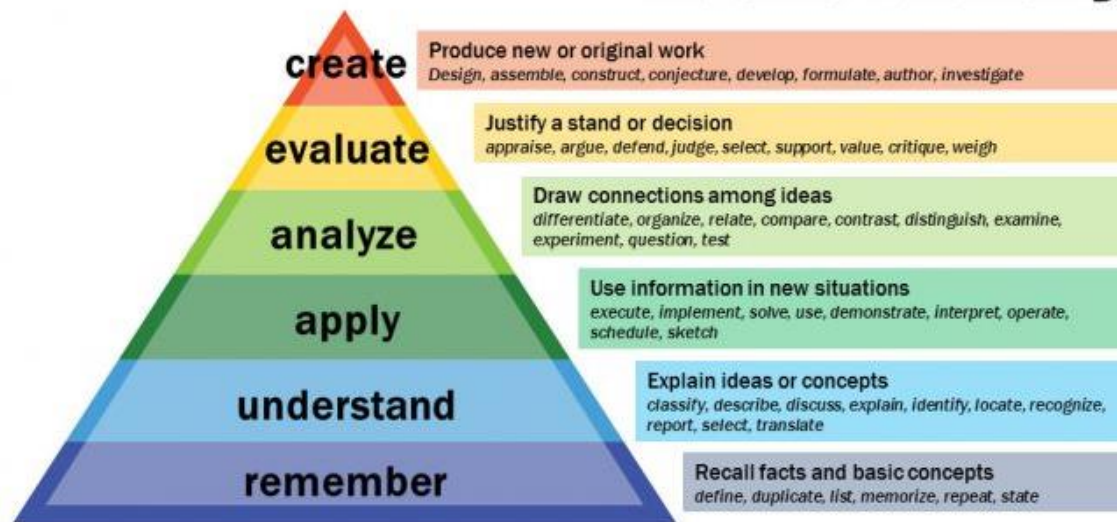 create
Produce new or original work
Design, assemble, construct, conjecture, develop, formulate, author, investigate
evaluate
Justify a stand or decision
appraise, argue, defend, judge, select, support, value, critique, weigh
analyze
Draw connections among ideas
differentiate, organize, relate, compare, contrast, distinguish, examine,
experiment, question, test
apply
Use information in new situations
execute, implement, solve, use, demonstrate, interpret, operate,
schedule, sketch
understand
Explain ideas or concepts
classify, describe, discuss, explain, identify, locate, recognize,
report, select, translate
remember
Recall facts and basic concepts
define, duplicate, list, memorize, repeat, state